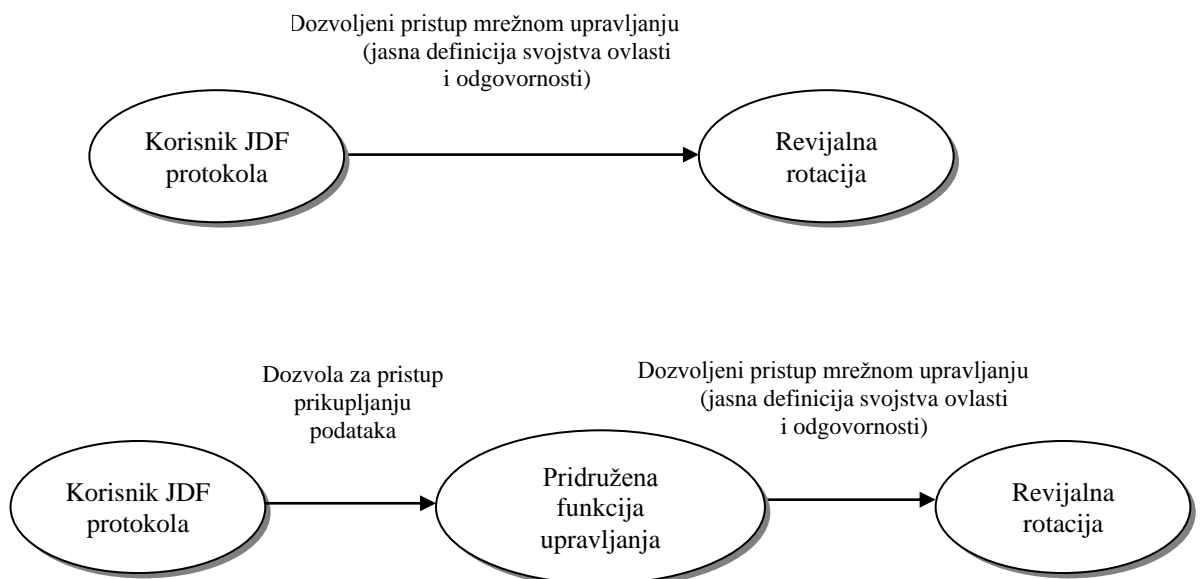 Dozvoljeni pristup mrežnom upravljanju
(jasna definicija svojstva ovlasti
i odgovornosti)
Korisnik JDF
protokola
Revijalna
rotacija
Dozvola za pristup
prikupljanju
podataka
Dozvoljeni pristup mrežnom upravljanju
(jasna definicija svojstva ovlasti
i odgovornosti)
Korisnik JDF
protokola
Pridružena
funkcija
upravljanja
Revijalna
rotacija